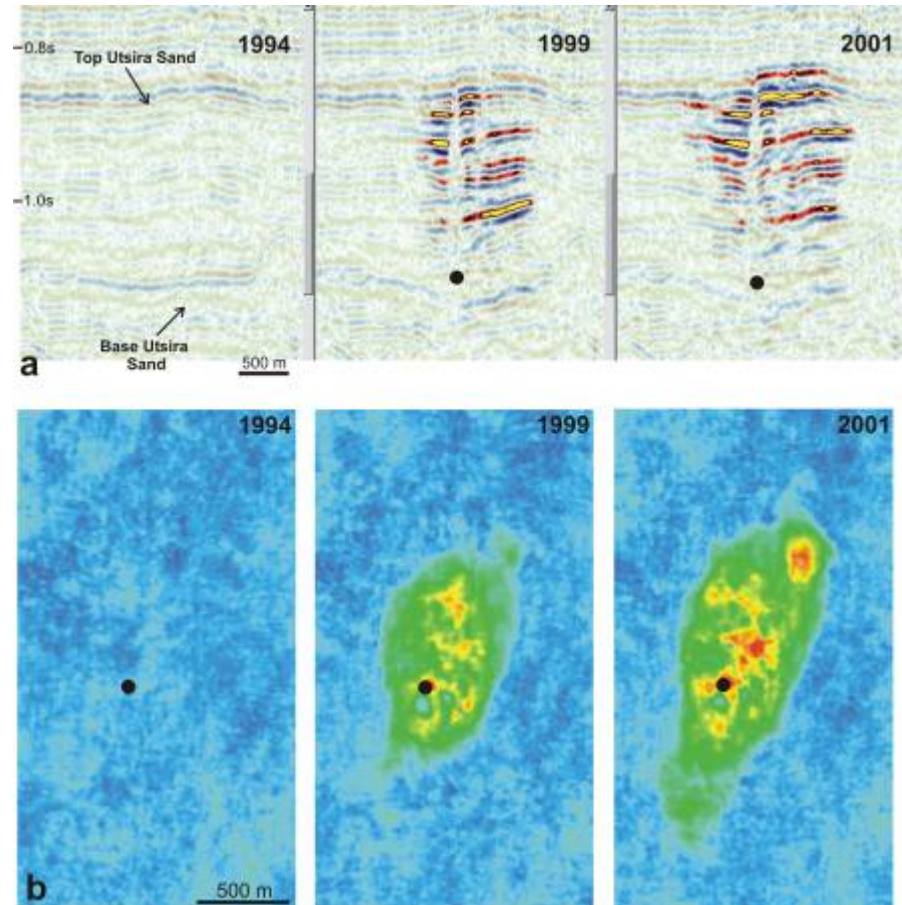 1994
1999
2001
0.8s
Top Utsira Sand
1.0s
Base Utsira
Sand
500 m
a
1994
1999
2001
500 m
b